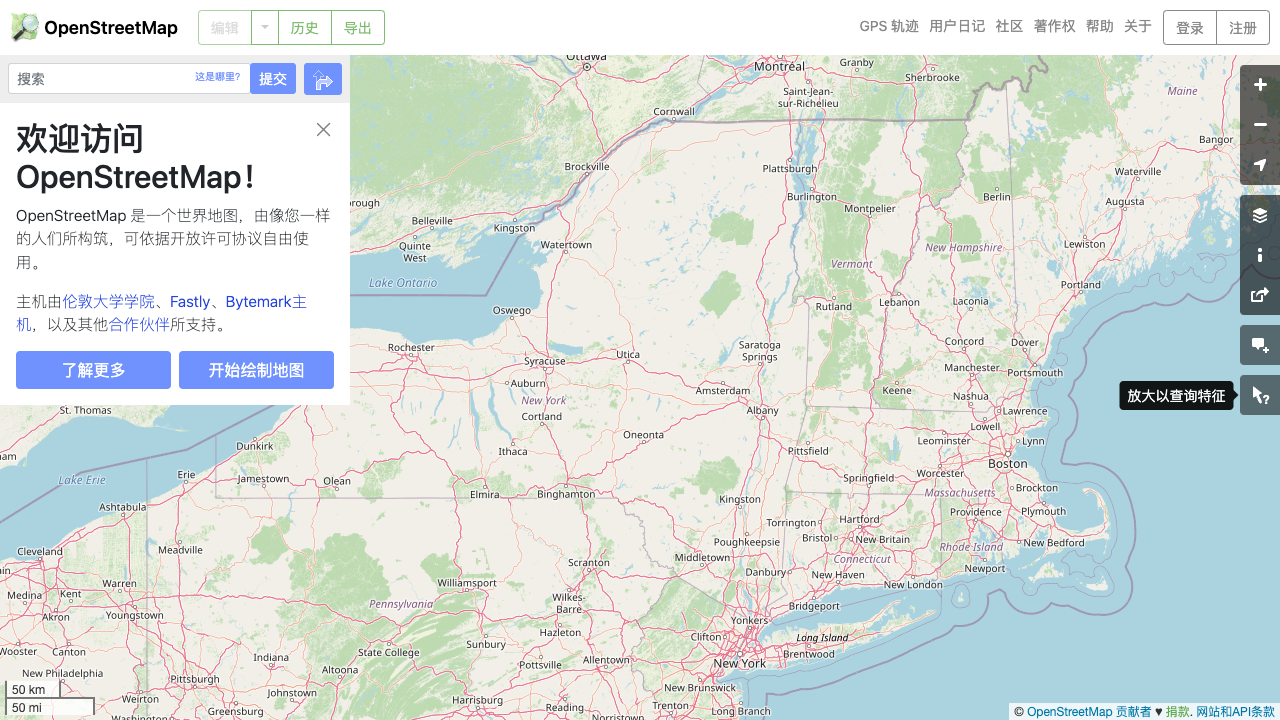 OpenStreetMap
编辑
历史
导出
GPS 轨迹
用户日记
社区
著作权
帮助
关于
登录
注册
搜索
这是哪里?
提交
欢迎访问
OpenStreetMap！
OpenStreetMap 是一个世界地图，由像您一样
的人们所构筑，可依据开放许可协议自由使
用。
主机由伦敦大学学院、Fastly、Bytemark主
机，以及其他合作伙伴所支持。
了解更多
开始绘制地图
放大以查询特征
Ottawa
Montréal
Granby
Sherbrooke
Saint-Jean-
sur-Richelieu
Maine
Cornwall
Bangor
Brockville
Plattsburgh
Waterville
Burlington
Berlin
Augusta
Montpelier
Belleville
Kingston
Quinte
West
Watertown
Lewiston
New Hampshire
Vermont
Portland
Lake Ontario
Oswego
Rutland
Lebanon
Laconia
Rochester
Utica
Saratoga
Springs
Concord
Dover
Syracuse
Manchester
Portsmouth
Auburn
Amsterdam
Keene
Nashua
New York
Albany
Lawrence
St. Thomas
Cortland
Lowell
Dunkirk
Oneonta
Leominster
Lynn
Ithaca
Pittsfield
Boston
Erie
Jamestown
Olean
Springfield
Worcester
Lake Erie
Elmira
Binghamton
Kingston
Massachusetts
Brockton
Ashtabula
Torrington
Hartford
Providence
Plymouth
Poughkeepsie
Bristol
New Britain
New Bedford
Cleveland
Meadville
Middletown
Connecticut
Rhode Island
Scranton
Danbury
New Haven
Newport
Warren
Williamsport
New London
Medina
Kent
Wilkes-
Barre
Bridgeport
Akron
Youngstown
Pennsylvania
Yonkers
Hazleton
Clifton
Long Island
Wooster
Canton
Indiana
State College
Sunbury
Brentwood
New Philadelphia
Altoona
Pottsville
Allentown
New York
Pittsburgh
Johnstown
New Brunswick
50 km
Weirton
Harrisburg
Reading
50 mi
Greensburg
Long Branch
Washington
Norristown
© OpenStreetMap 贡献者 ♥ 捐款. 网站和API条款